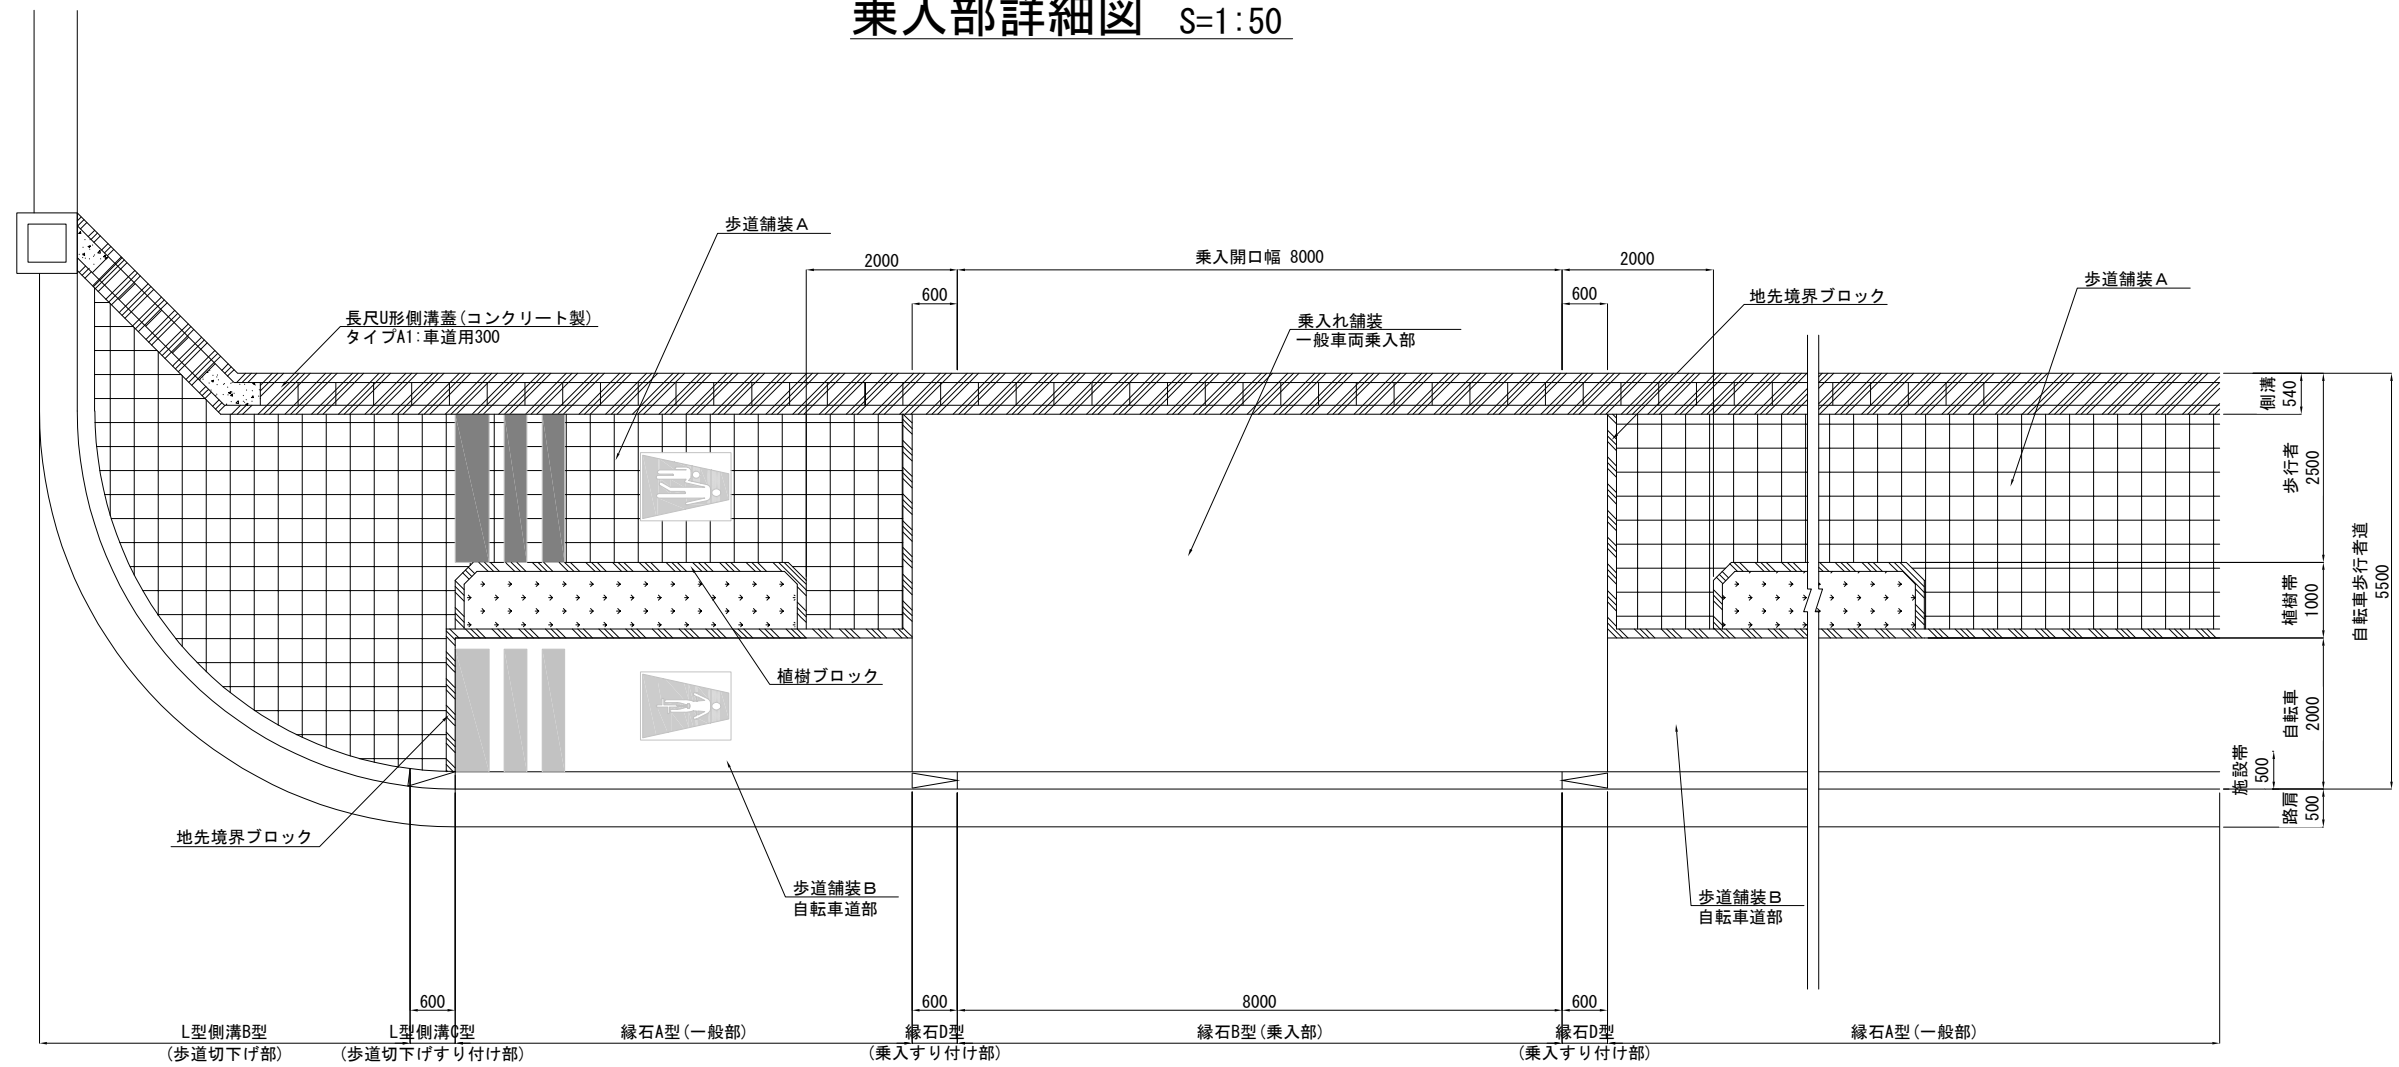 乗入部詳細図 S=1:50
歩道舗装A
2000
乗入開口幅 8000
2000
600
600
長尺U形側溝蓋(コンクリート製)
タイプA1:車道用300
乗入れ舗装
一般車両乗入部
地先境界ブロック
歩道舗装A
側溝
540
歩行者
2500
植樹帯
1000
自転車歩行者道
5500
自転車
2000
施設帯
500
路肩
500
植樹ブロック
地先境界ブロック
歩道舗装B
自転車道部
歩道舗装B
自転車道部
600
600
8000
600
L型側溝B型
(歩道切下げ部)
L型側溝C型
(歩道切下げすり付け部)
縁石A型(一般部)
縁石D型
(乗入すり付け部)
縁石B型(乗入部)
縁石D型
(乗入すり付け部)
縁石A型(一般部)